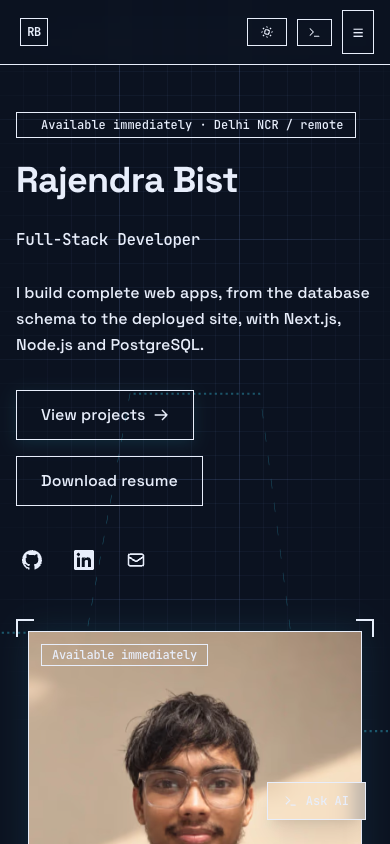 RB
Available immediately · Delhi NCR / remote
Rajendra Bist
Full-Stack Developer
I build complete web apps, from the database
schema to the deployed site, with Next.js,
Node.js and PostgreSQL.
View projects →
Download resume
Available immediately
Ask AI